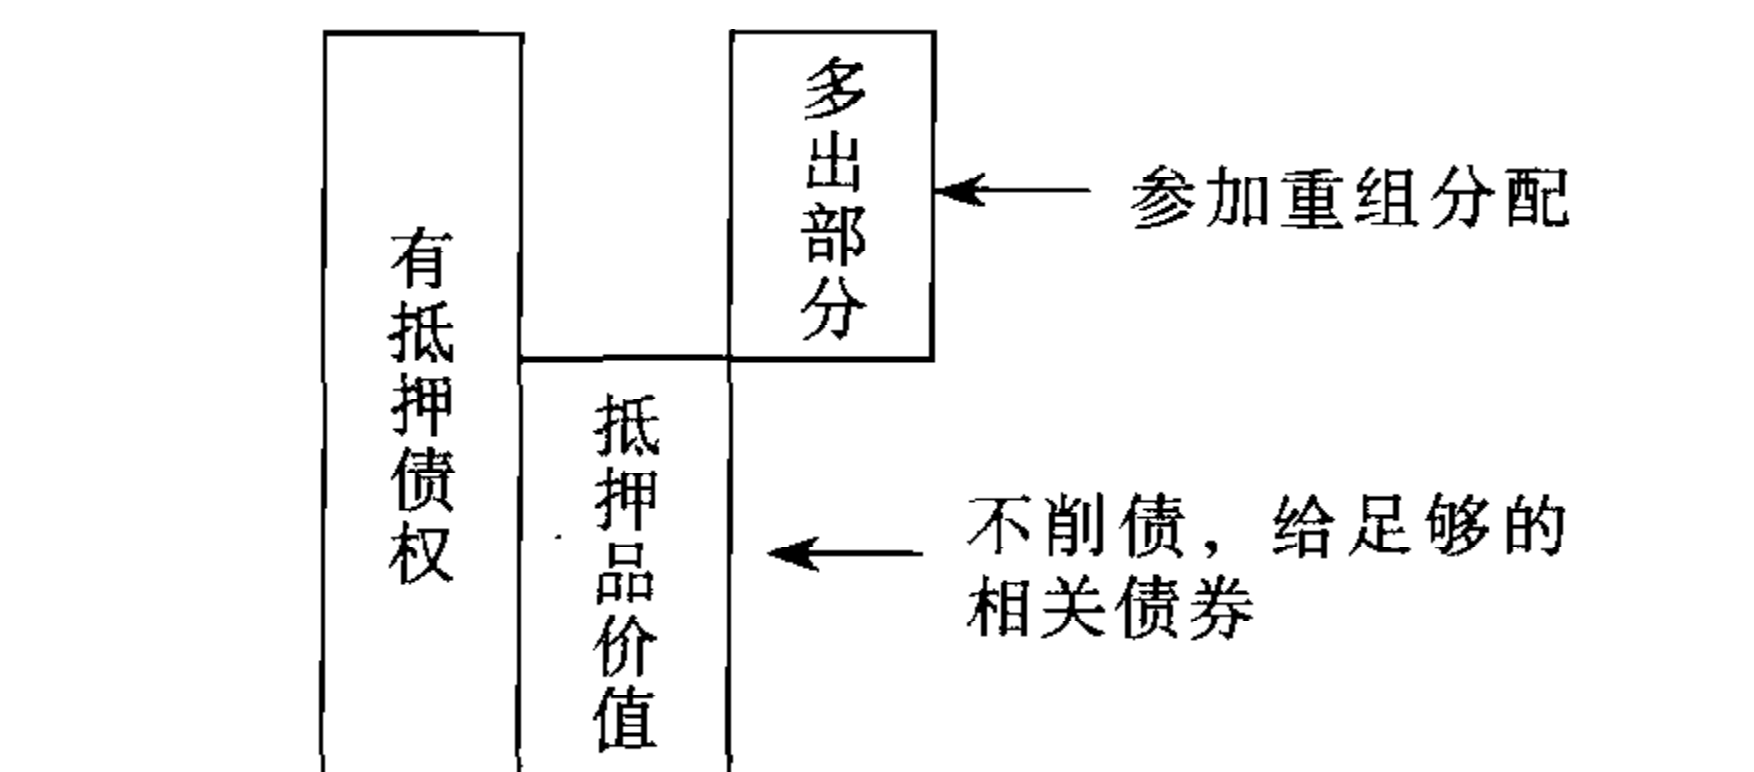 有抵押债权
抵押品价值
多出部分
参加重组分配
不削债，给足够的
相关债券